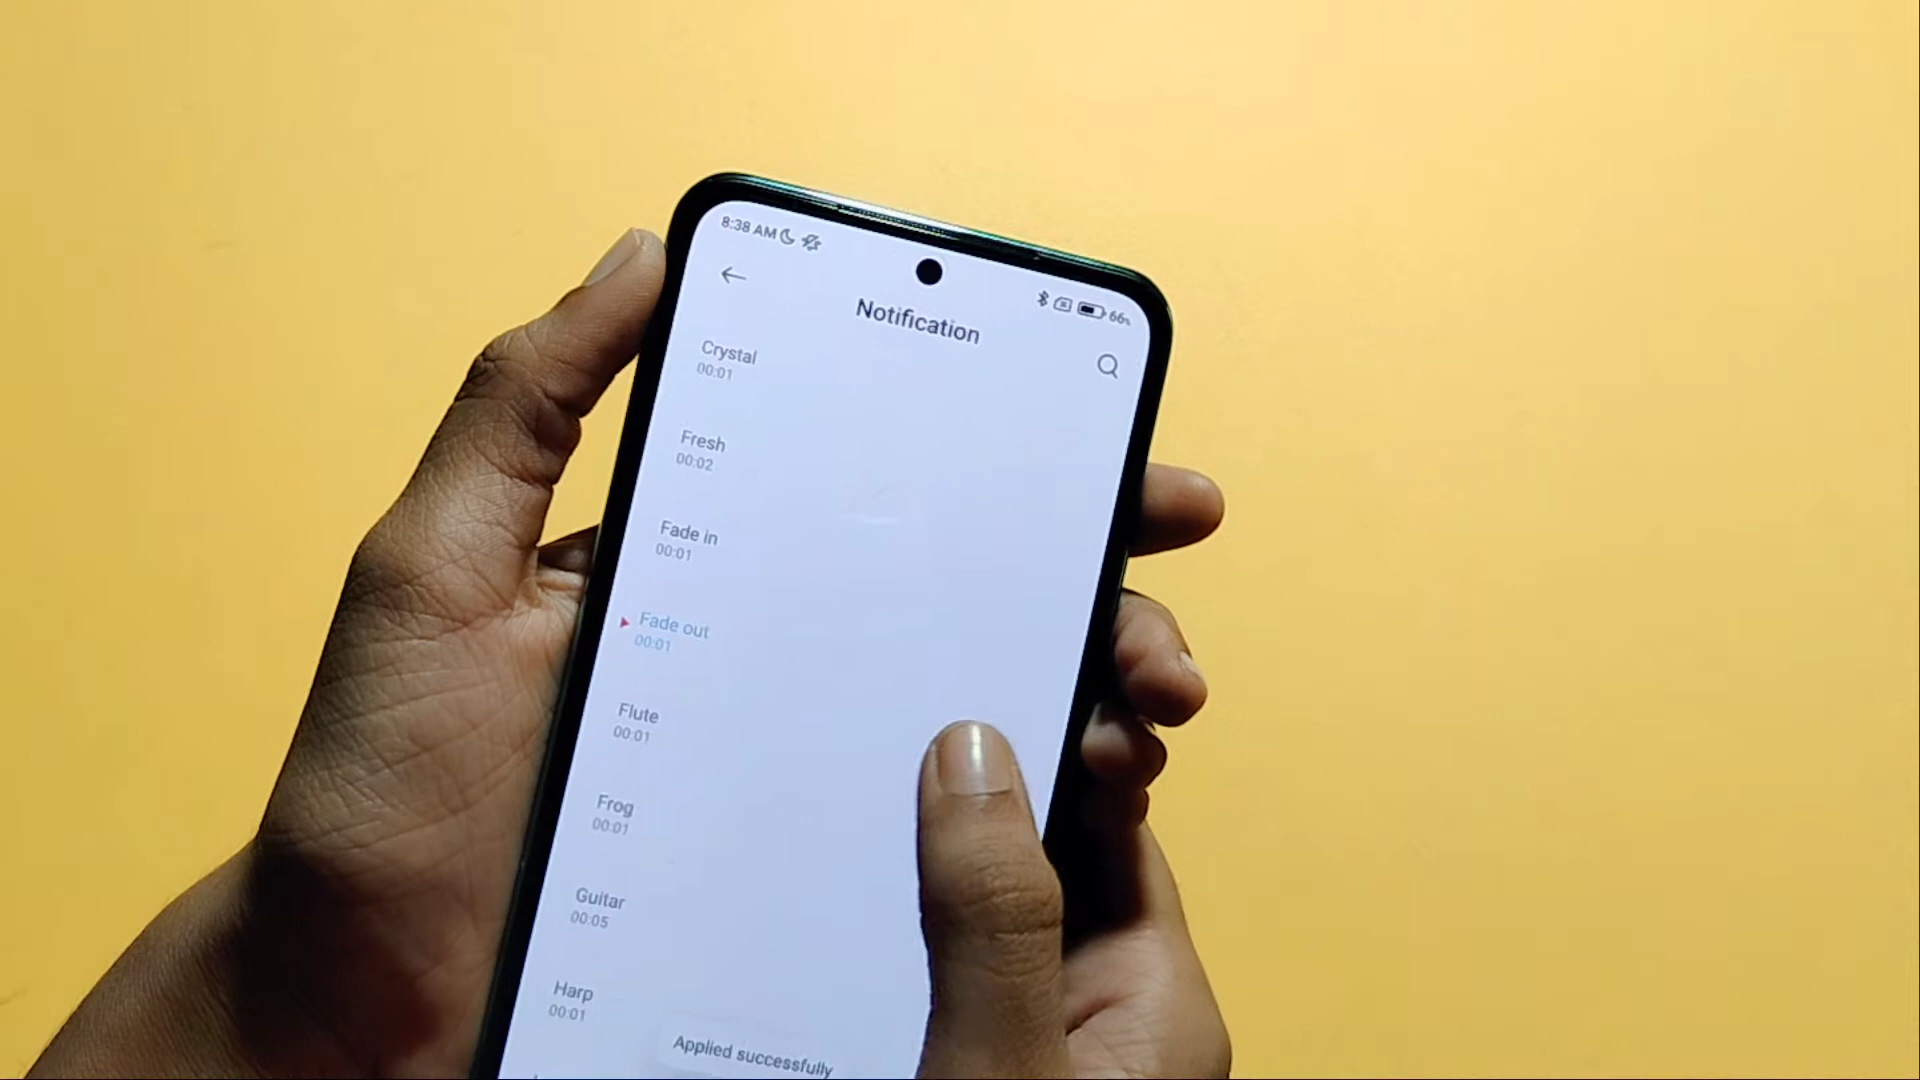 8:38 AM
66%
Notification
Crystal
00:01
Fresh
00:02
Fade in
00:01
Fade out
00:01
Flute
00:01
Frog
00:01
Guitar
00:05
Harp
00:01
Applied successfully